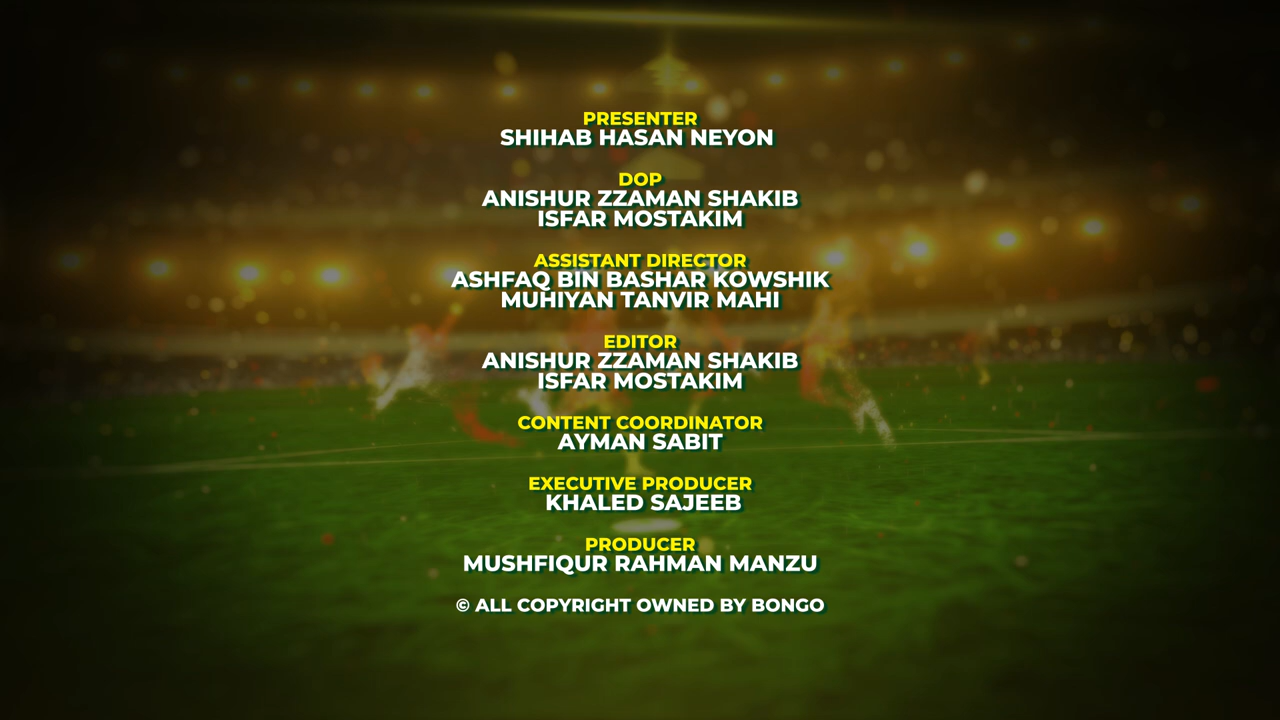 PRESENTER
SHIHAB HASAN NEYON
DOP
ANISHUR ZZAMAN SHAKIB
ISFAR MOSTAKIM
ASSISTANT DIRECTOR
ASHFAQ BIN BASHAR KOWSHIK
MUHIYAN TANVIR MAHI
EDITOR
ANISHUR ZZAMAN SHAKIB
ISFAR MOSTAKIM
CONTENT COORDINATOR
AYMAN SABIT
EXECUTIVE PRODUCER
KHALED SAJEEB
PRODUCER
MUSHFIQUR RAHMAN MANZU
© ALL COPYRIGHT OWNED BY BONGO